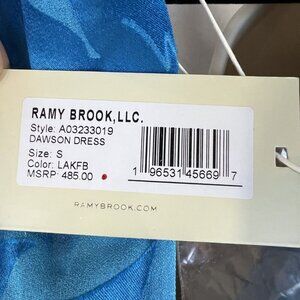 RAMY BROOK,LLC.
Style: A03233019
DAWSON DRESS
Size: S
Color: LAKFB
MSRP: 485.00
1 96531 45669 7
RAMYBROOK.COM